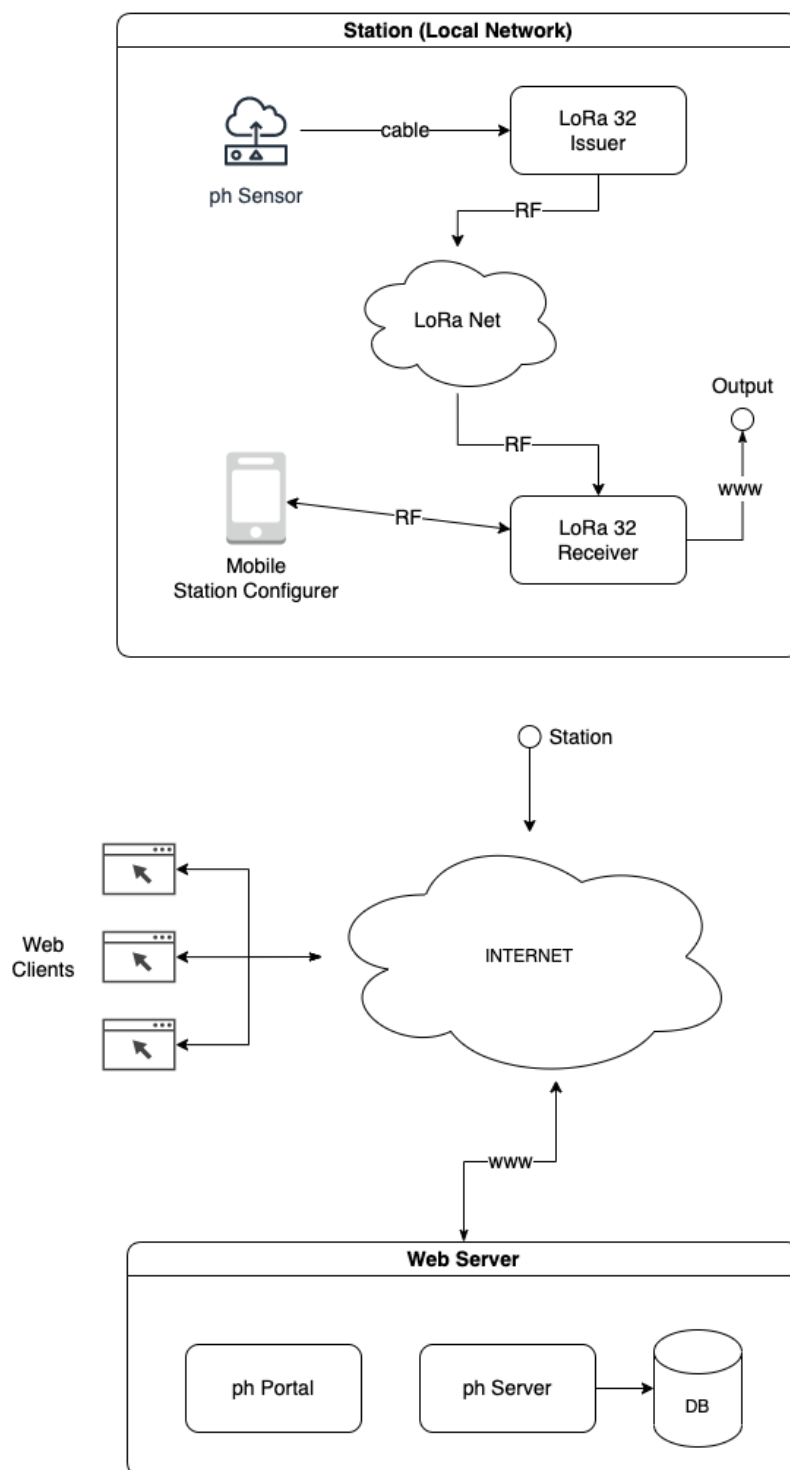 Station (Local Network)
LoRa 32
Issuer
cable
ph Sensor
RF
LoRa Net
Output
RF
www
RF
LoRa 32
Receiver
Mobile
Station Configurer
Station
Web
Clients
INTERNET
www
Web Server
ph Portal
ph Server
DB